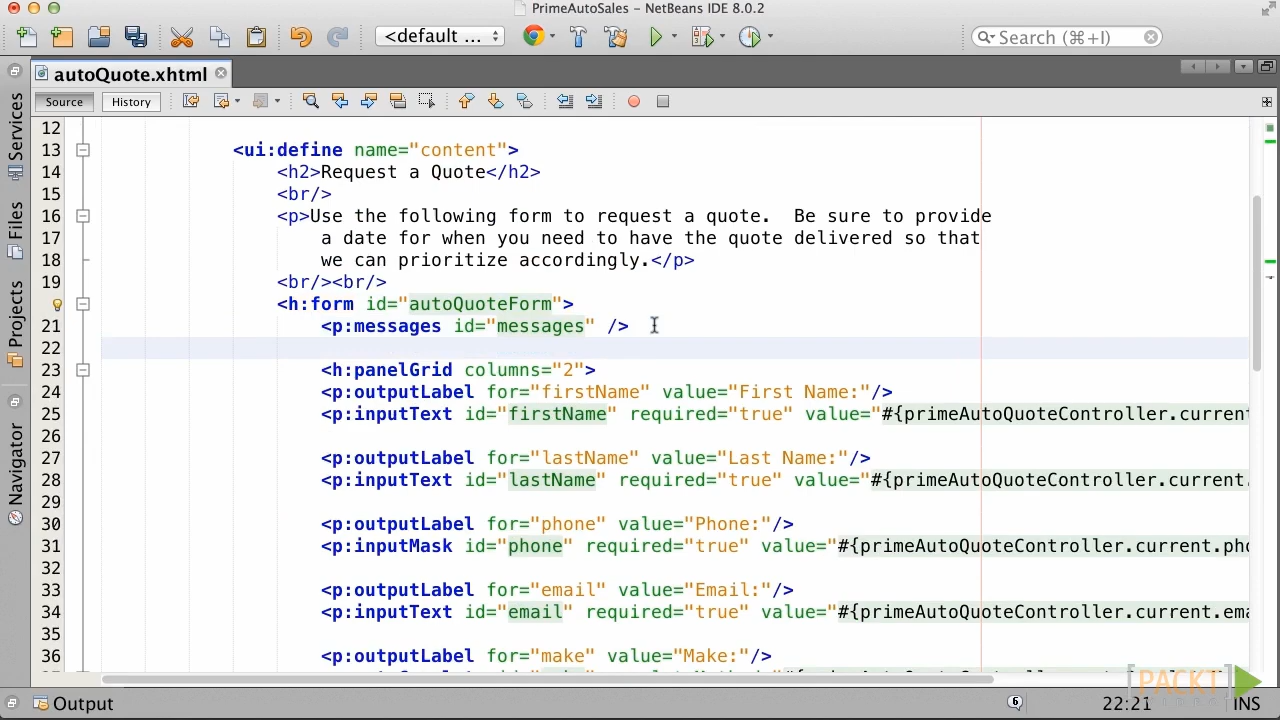 PrimeAutoSales – NetBeans IDE 8.0.2
<default ...
Search (⌘+I)
autoQuote.xhtml
Source History
Services
Files
Projects
Navigator
12
13 <ui:define name="content">
14 <h2>Request a Quote</h2>
15 <br/>
16 <p>Use the following form to request a quote.  Be sure to provide
17 a date for when you need to have the quote delivered so that
18 we can prioritize accordingly.</p>
19 <br/><br/>
<h:form id="autoQuoteForm">
21 <p:messages id="messages" />
22
23 <h:panelGrid columns="2">
24 <p:outputLabel for="firstName" value="First Name:"/>
25 <p:inputText id="firstName" required="true" value="#{primeAutoQuoteController.current
26
27 <p:outputLabel for="lastName" value="Last Name:"/>
28 <p:inputText id="lastName" required="true" value="#{primeAutoQuoteController.current.
29
30 <p:outputLabel for="phone" value="Phone:"/>
31 <p:inputMask id="phone" required="true" value="#{primeAutoQuoteController.current.pho
32
33 <p:outputLabel for="email" value="Email:"/>
34 <p:inputText id="email" required="true" value="#{primeAutoQuoteController.current.ema
35
36 <p:outputLabel for="make" value="Make:"/>
PACKT
Output
6
22:21 INS